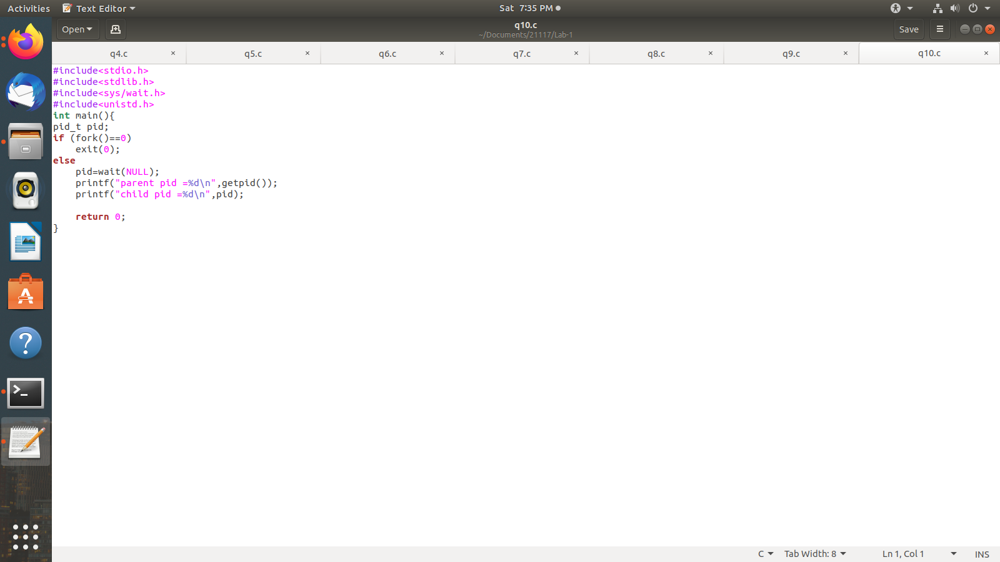 Activities Text Editor Sat 7:35 PM
Open q10.c Save
~/Documents/21117/Lab-1
q4.c × q5.c × q6.c × q7.c × q8.c × q9.c × q10.c ×
#include<stdio.h>
#include<stdlib.h>
#include<sys/wait.h>
#include<unistd.h>
int main(){
pid_t pid;
if (fork()==0)
    exit(0);
else
    pid=wait(NULL);
    printf("parent pid =%d\n",getpid());
    printf("child pid =%d\n",pid);
    return 0;
}
C Tab Width: 8 Ln 1, Col 1 INS